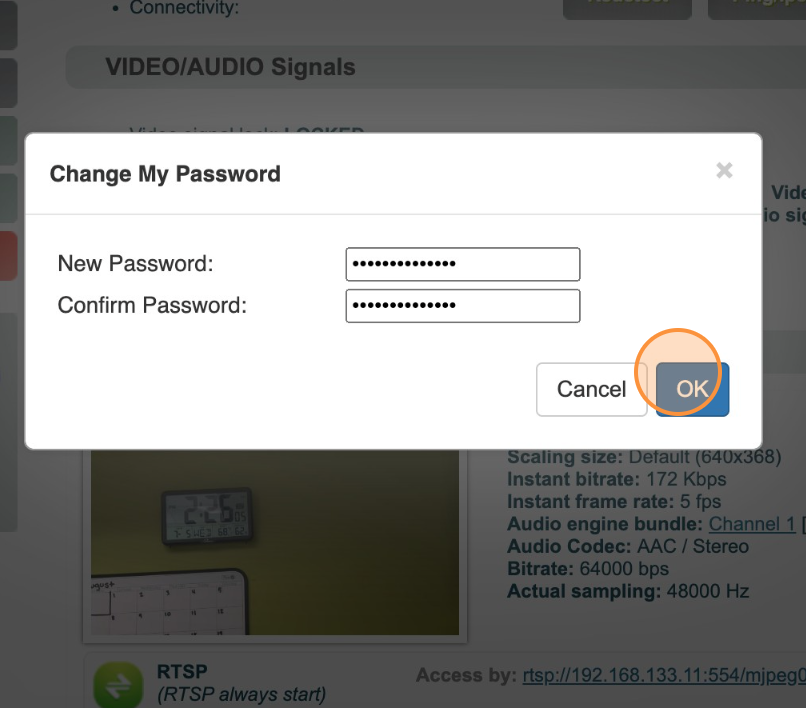 • Connectivity:
VIDEO/AUDIO Signals
LOCKED
Change My Password
×
Vide
io sig
New Password: ••••••••••••••
Confirm Password: ••••••••••••••
Cancel OK
Scaling size: Default (640x368)
Instant bitrate: 172 Kbps
Instant frame rate: 5 fps
Audio engine bundle: Channel 1 [
Audio Codec: AAC / Stereo
Bitrate: 64000 bps
Actual sampling: 48000 Hz
RTSP
(RTSP always start)
Access by: rtsp://192.168.133.11:554/mjpeg0